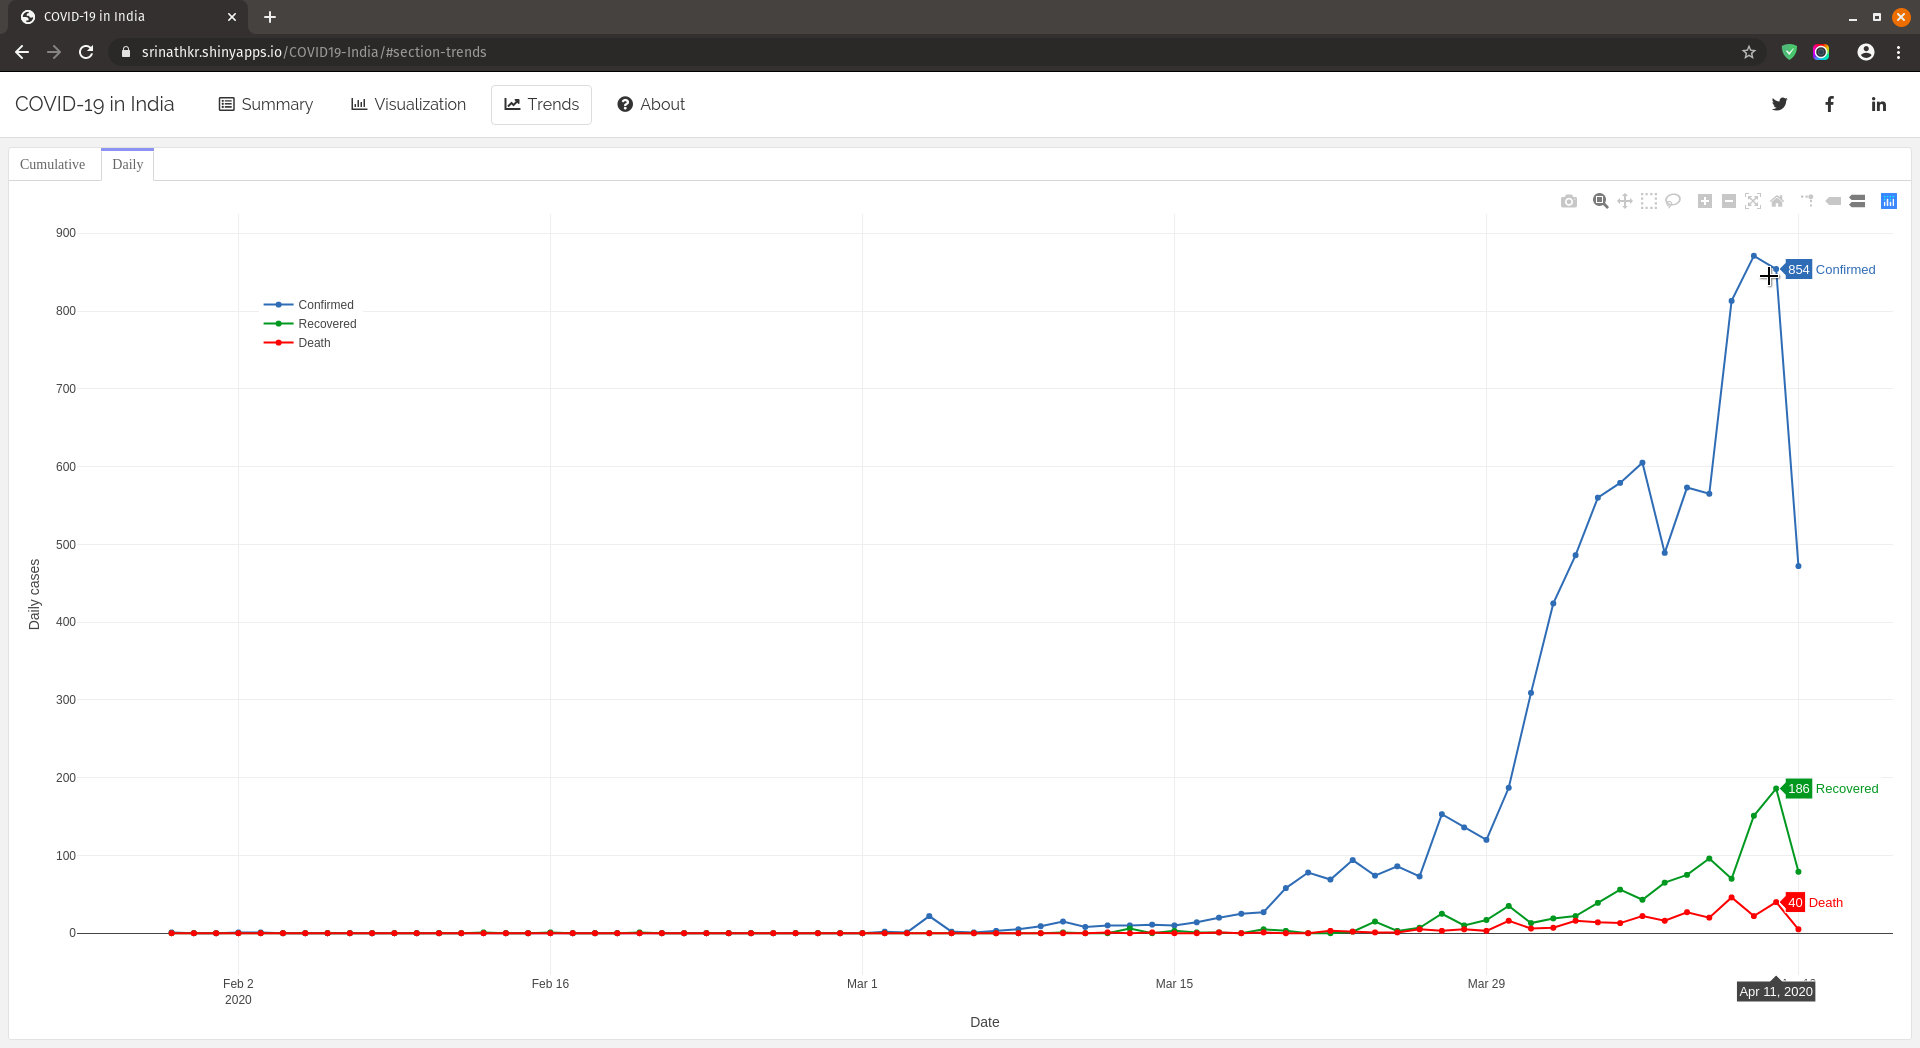 COVID-19 in India
srinathkr.shinyapps.io/COVID19-India/#section-trends
COVID-19 in India
Summary
Visualization
Trends
About
Cumulative
Daily
900
800
700
600
500
400
300
200
100
0
Daily cases
Confirmed
Recovered
Death
854 Confirmed
186 Recovered
40 Death
Feb 2
2020
Feb 16
Mar 1
Mar 15
Mar 29
Apr 11, 2020
Date